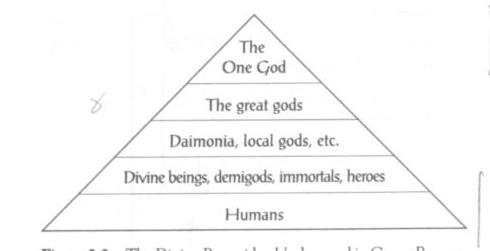 The
One God
The great gods
Daimonia, local gods, etc.
Divine beings, demigods, immortals, heroes
Humans